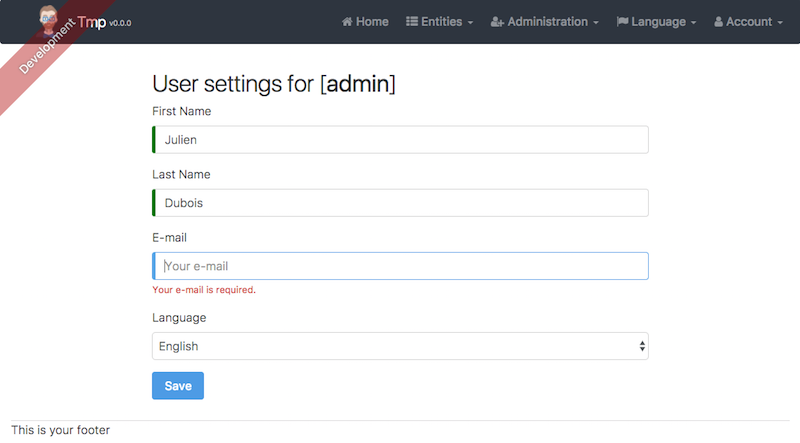 Development
Tmp v0.0.0
Home
Entities
Administration
Language
Account
User settings for [admin]
First Name
Julien
Last Name
Dubois
E-mail
Your e-mail
Your e-mail is required.
Language
English
Save
This is your footer